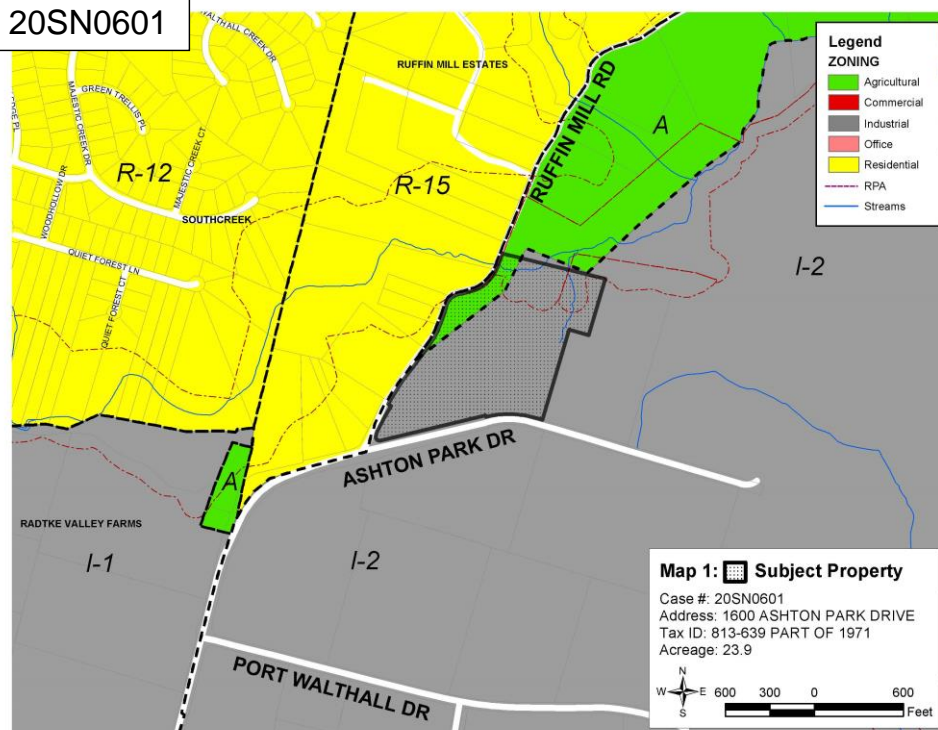 20SN0601
WALTHALL CREEK DR
RUFFIN MILL ESTATES
GREEN TRELLIS PL
MAJESTIC CREEK DR
MAJESTIC CT
R-12
WOODHOLLOW DR
SOUTHCREEK
QUIET FOREST LN
QUIET FOREST CT
R-15
RUFFIN MILL RD
A
Legend
ZONING
Agricultural
Commercial
Industrial
Office
Residential
RPA
Streams
I-2
ASHTON PARK DR
A
RADTKE VALLEY FARMS
I-1
I-2
PORT WALTHALL DR
Map 1: Subject Property
Case #: 20SN0601
Address: 1600 ASHTON PARK DRIVE
Tax ID: 813-639 PART OF 1971
Acreage: 23.9
N
W E
S
600 300 0 600
Feet